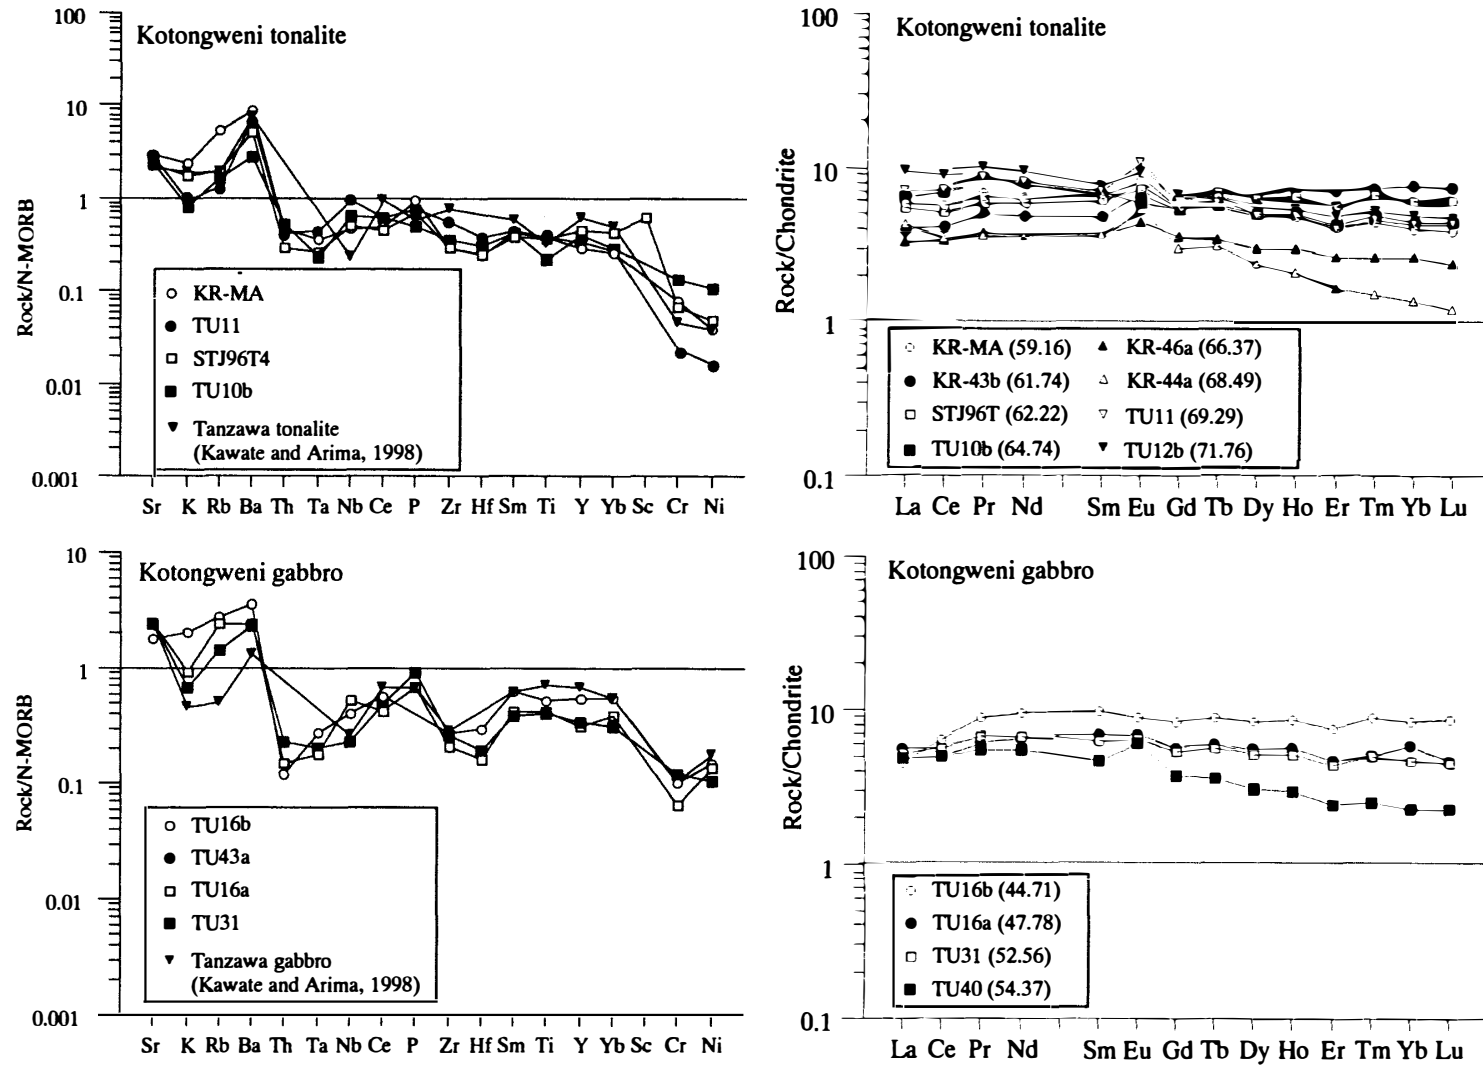 100
10
1
0.1
0.01
0.001
Rock/N-MORB
Kotongweni tonalite
KR-MA
TU11
STJ96T4
TU10b
Tanzawa tonalite
(Kawate and Arima, 1998)
Sr K Rb Ba Th Ta Nb Ce P Zr Hf Sm Ti Y Yb Sc Cr Ni
100
10
1
0.1
Rock/Chondrite
Kotongweni tonalite
KR-MA (59.16)
KR-43b (61.74)
STJ96T (62.22)
TU10b (64.74)
KR-46a (66.37)
KR-44a (68.49)
TU11 (69.29)
TU12b (71.76)
La Ce Pr Nd Sm Eu Gd Tb Dy Ho Er Tm Yb Lu
10
1
0.1
0.01
0.001
Rock/N-MORB
Kotongweni gabbro
TU16b
TU43a
TU16a
TU31
Tanzawa gabbro
(Kawate and Arima, 1998)
Sr K Rb Ba Th Ta Nb Ce P Zr Hf Sm Ti Y Yb Sc Cr Ni
100
10
1
0.1
Rock/Chondrite
Kotongweni gabbro
TU16b (44.71)
TU16a (47.78)
TU31 (52.56)
TU40 (54.37)
La Ce Pr Nd Sm Eu Gd Tb Dy Ho Er Tm Yb Lu